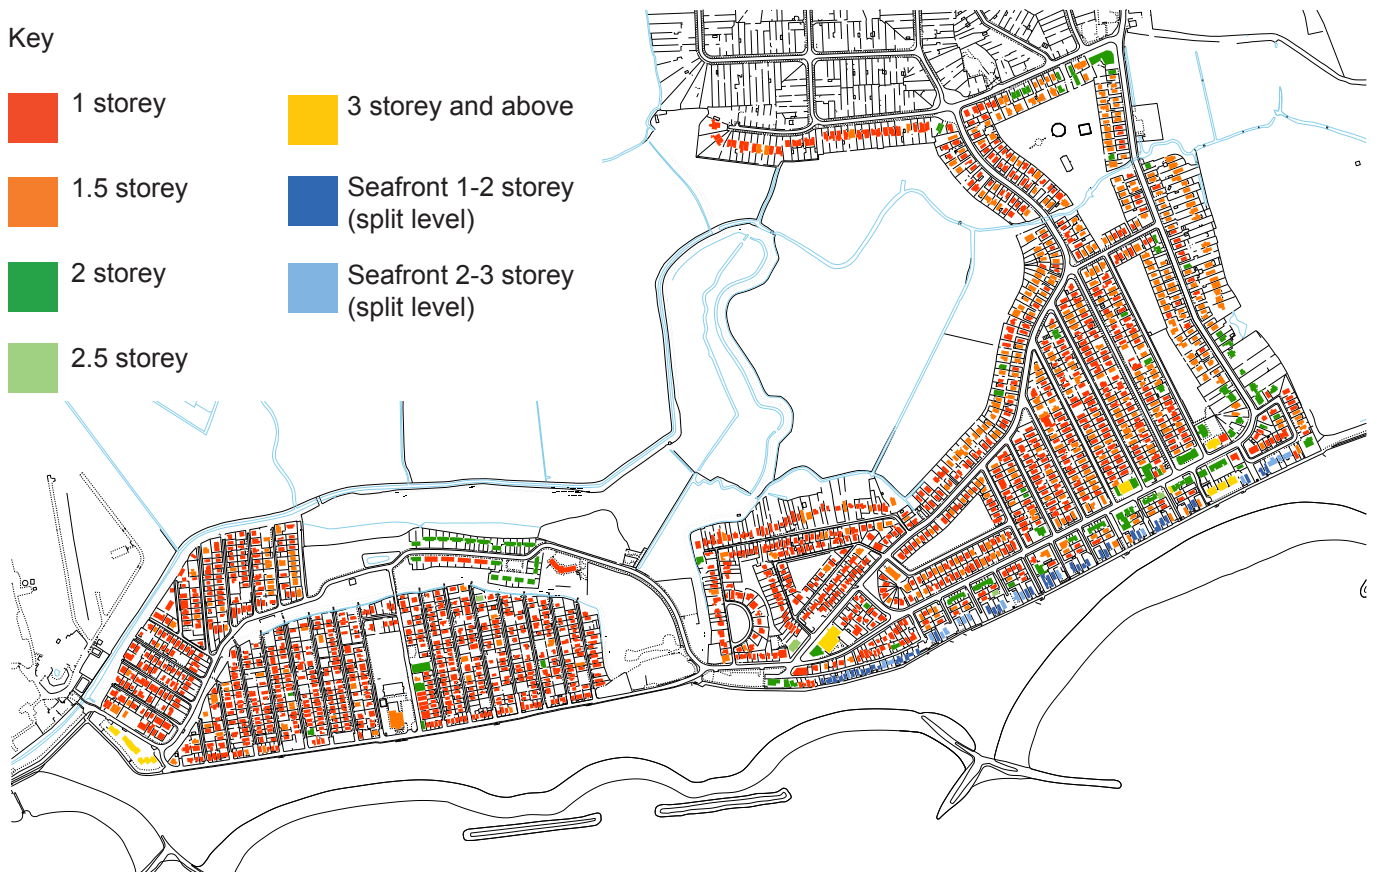 Key
1 storey
1.5 storey
2 storey
2.5 storey
3 storey and above
Seafront 1-2 storey
(split level)
Seafront 2-3 storey
(split level)